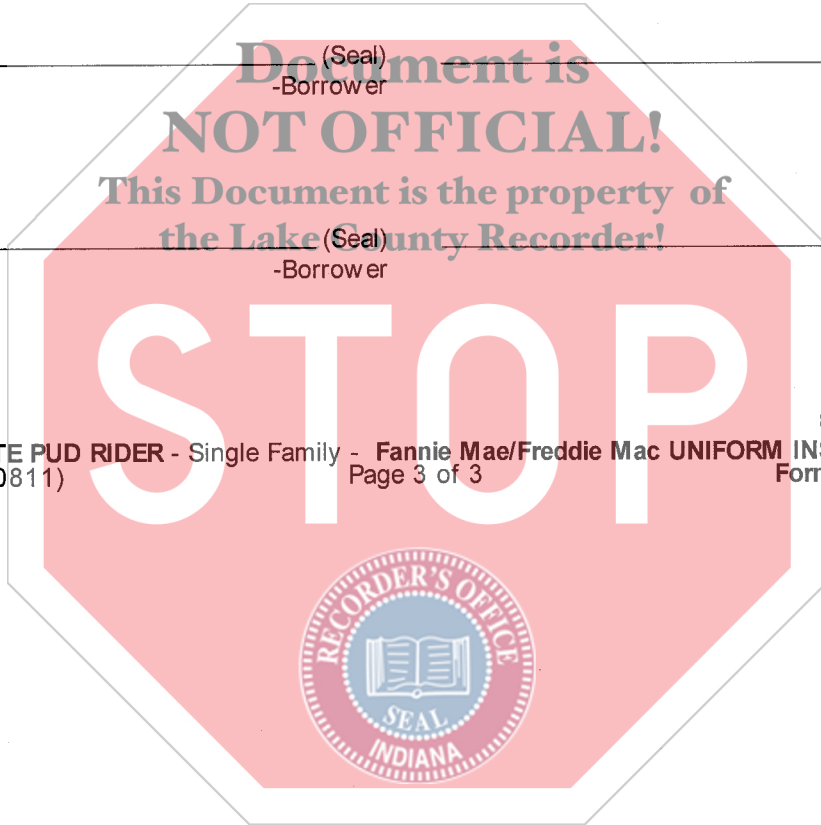 (Seal)
-Borrower
Document is
NOT OFFICIAL!
This Document is the property of
the Lake County Recorder!
(Seal)
-Borrower
STOP
TE PUD RIDER - Single Family - Fannie Mae/Freddie Mac UNIFORM INS
0811) Page 3 of 3 Form
RECORDER'S OFFICE
SEAL
INDIANA